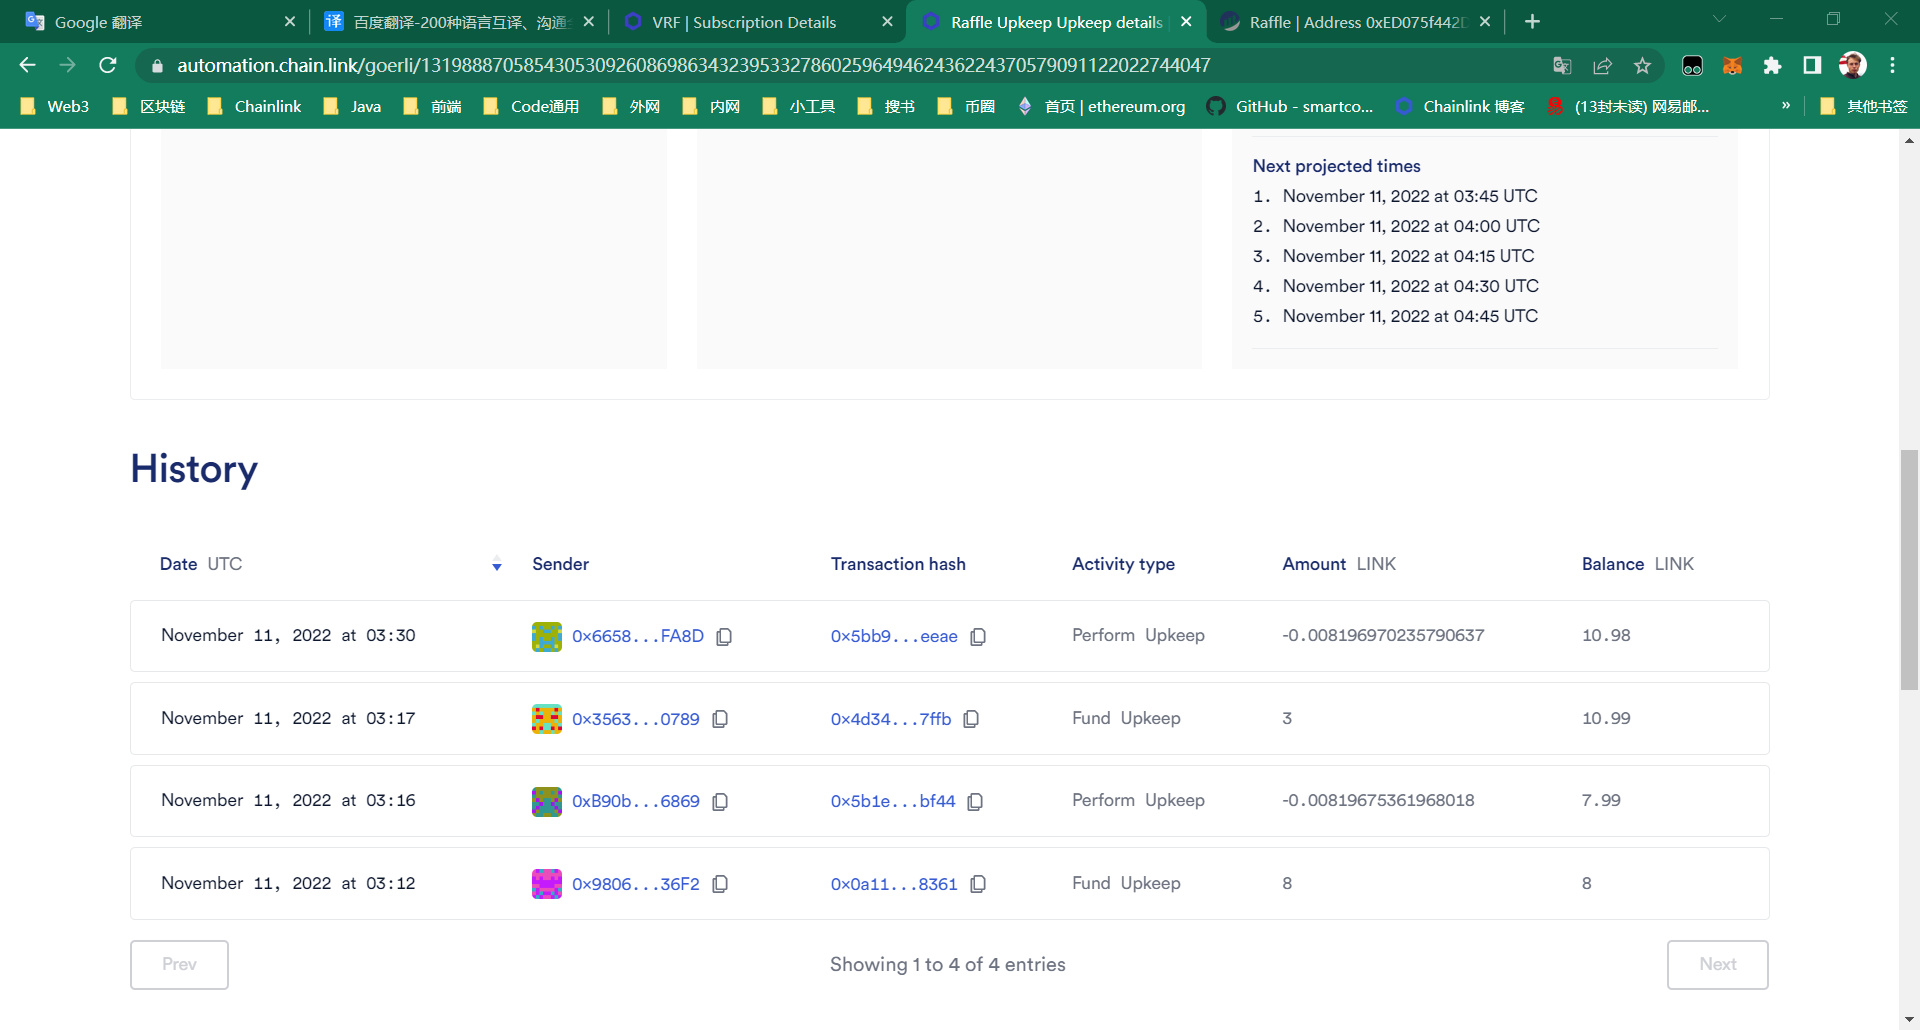 Google 翻译
百度翻译-200种语言互译、沟通
VRF | Subscription Details
Raffle Upkeep Upkeep details
Raffle | Address 0xED075f442D
automation.chain.link/goerli/13198887058543053092608698634323953327860259649462436224370579091122022744047
Web3
区块链
Chainlink
Java
前端
Code通用
外网
内网
小工具
搜书
币圈
首页 | ethereum.org
GitHub - smartco...
Chainlink 博客
(13封未读) 网易邮...
»
其他书签
Next projected times
1. November 11, 2022 at 03:45 UTC
2. November 11, 2022 at 04:00 UTC
3. November 11, 2022 at 04:15 UTC
4. November 11, 2022 at 04:30 UTC
5. November 11, 2022 at 04:45 UTC
History
Date UTC Sender Transaction hash Activity type Amount LINK Balance LINK
November 11, 2022 at 03:30 0x6658...FA8D 0x5bb9...eeae Perform Upkeep -0.008196970235790637 10.98
November 11, 2022 at 03:17 0x3563...0789 0x4d34...7ffb Fund Upkeep 3 10.99
November 11, 2022 at 03:16 0xB90b...6869 0x5b1e...bf44 Perform Upkeep -0.00819675361968018 7.99
November 11, 2022 at 03:12 0x9806...36F2 0x0a11...8361 Fund Upkeep 8 8
Prev
Showing 1 to 4 of 4 entries
Next